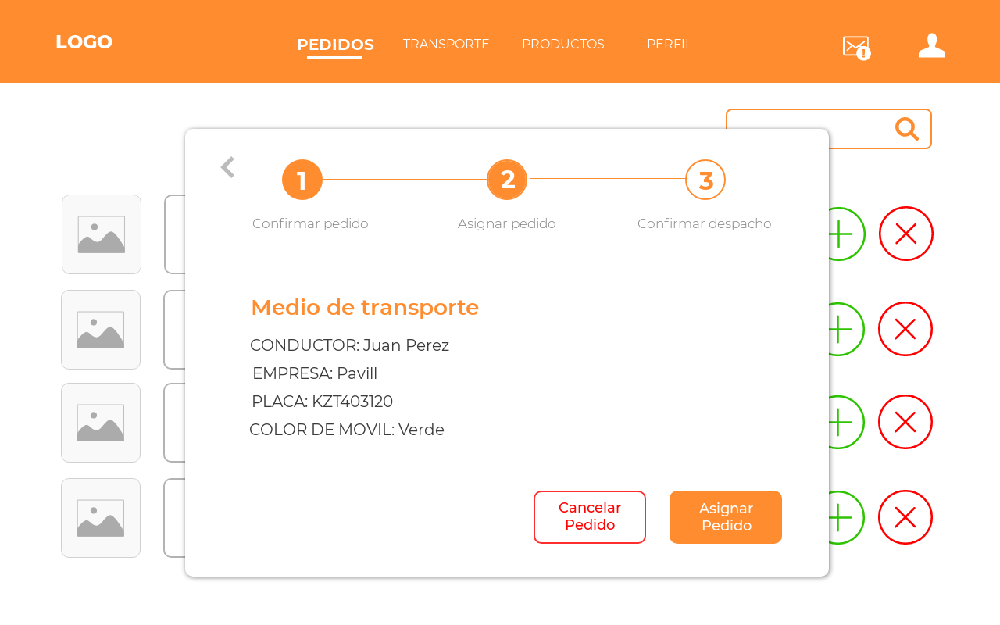 LOGO
PEDIDOS
TRANSPORTE
PRODUCTOS
PERFIL
1
2
3
Confirmar pedido
Asignar pedido
Confirmar despacho
Medio de transporte
CONDUCTOR: Juan Perez
EMPRESA: Pavill
PLACA: KZT403120
COLOR DE MOVIL: Verde
Cancelar
Pedido
Asignar
Pedido